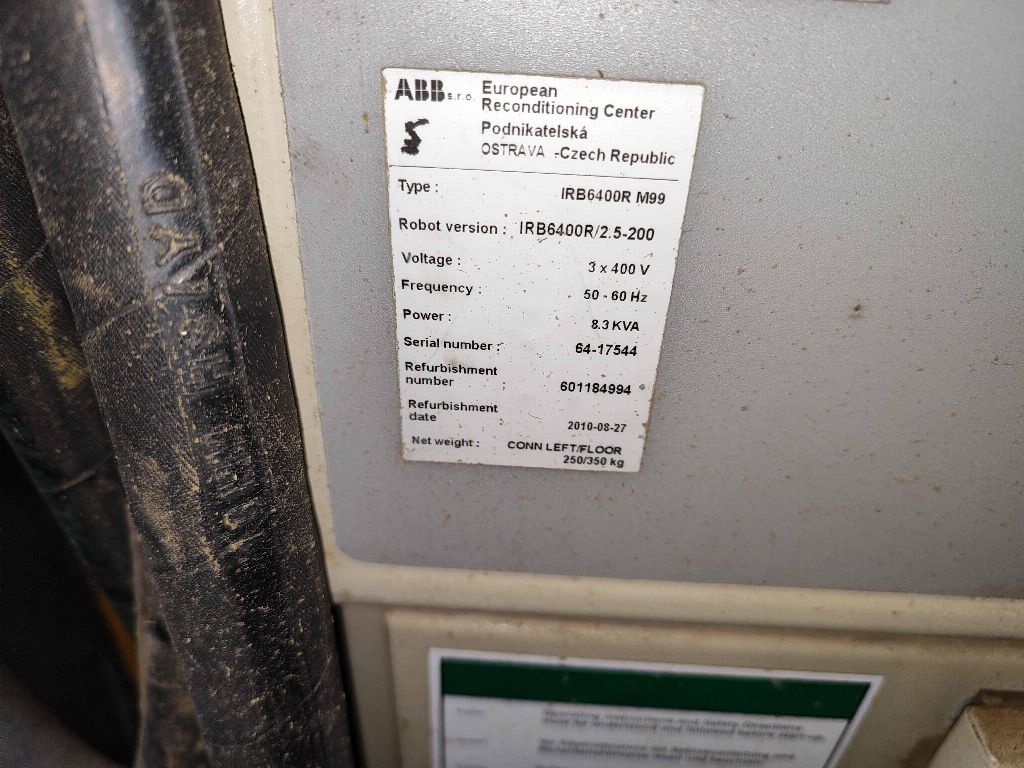 ABB s.r.o. European
Reconditioning Center
Podnikatelská
OSTRAVA -Czech Republic
Type : IRB6400R M99
Robot version : IRB6400R/2.5-200
Voltage : 3 x 400 V
Frequency : 50 - 60 Hz
Power : 8.3 KVA
Serial number : 64-17544
Refurbishment
number : 601184994
Refurbishment
date 2010-08-27
Net weight : CONN LEFT/FLOOR
250/350 kg